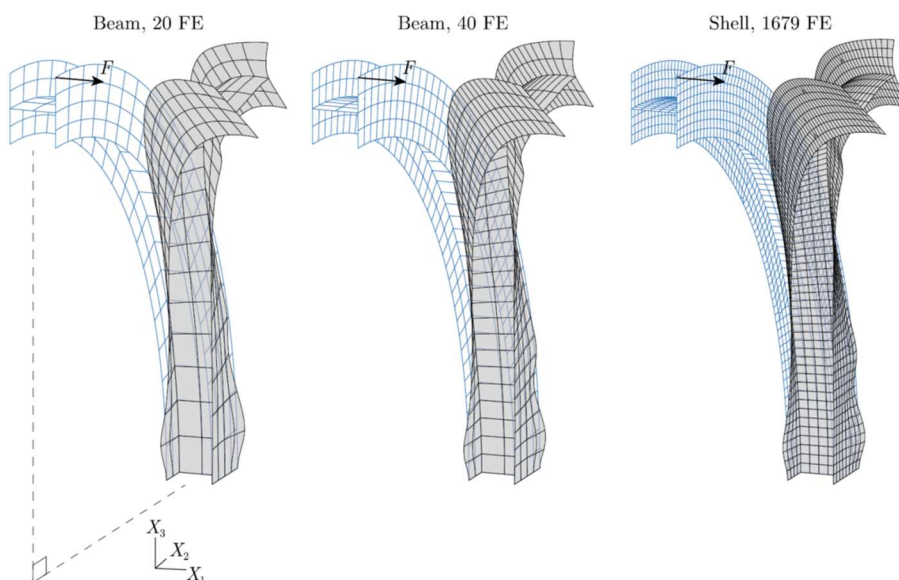 Beam, 20 FE
Beam, 40 FE
Shell, 1679 FE
F
F
F
X₃
X₂
X₁